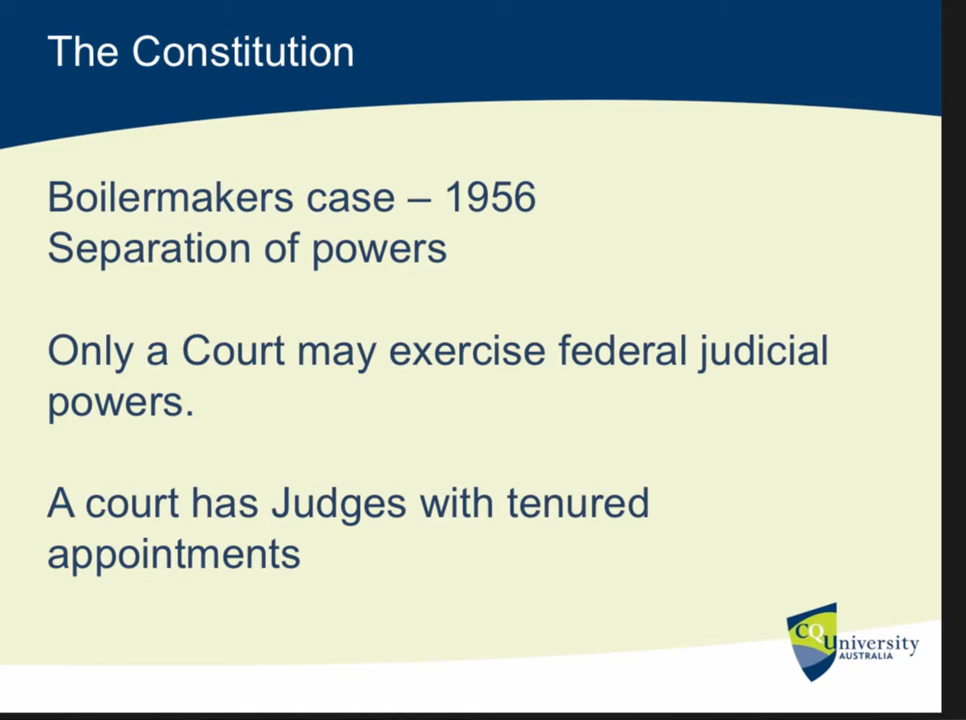 The Constitution
Boilermakers case – 1956
Separation of powers
Only a Court may exercise federal judicial
powers.
A court has Judges with tenured
appointments
CQUniversity
AUSTRALIA